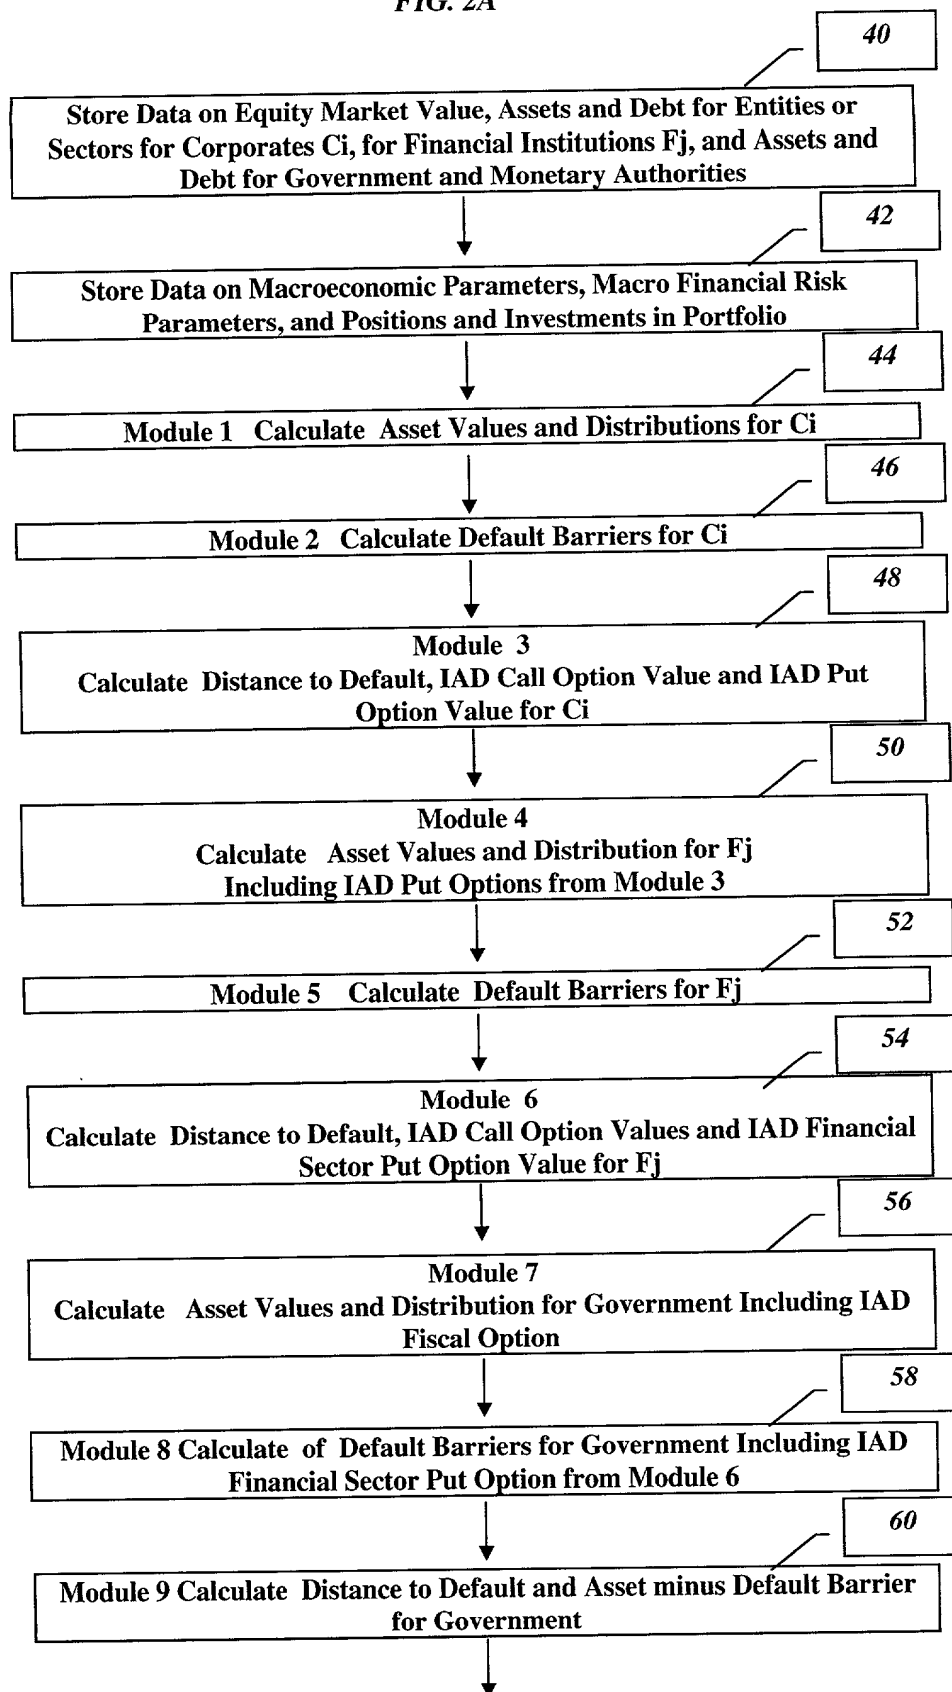 FIG. 2A
40
Store Data on Equity Market Value, Assets and Debt for Entities or
Sectors for Corporates Ci, for Financial Institutions Fj, and Assets and
Debt for Government and Monetary Authorities
42
Store Data on Macroeconomic Parameters, Macro Financial Risk
Parameters, and Positions and Investments in Portfolio
44
Module 1 Calculate Asset Values and Distributions for Ci
46
Module 2 Calculate Default Barriers for Ci
48
Module 3
Calculate Distance to Default, IAD Call Option Value and IAD Put
Option Value for Ci
50
Module 4
Calculate Asset Values and Distribution for Fj
Including IAD Put Options from Module 3
52
Module 5 Calculate Default Barriers for Fj
54
Module 6
Calculate Distance to Default, IAD Call Option Values and IAD Financial
Sector Put Option Value for Fj
56
Module 7
Calculate Asset Values and Distribution for Government Including IAD
Fiscal Option
58
Module 8 Calculate of Default Barriers for Government Including IAD
Financial Sector Put Option from Module 6
60
Module 9 Calculate Distance to Default and Asset minus Default Barrier
for Government